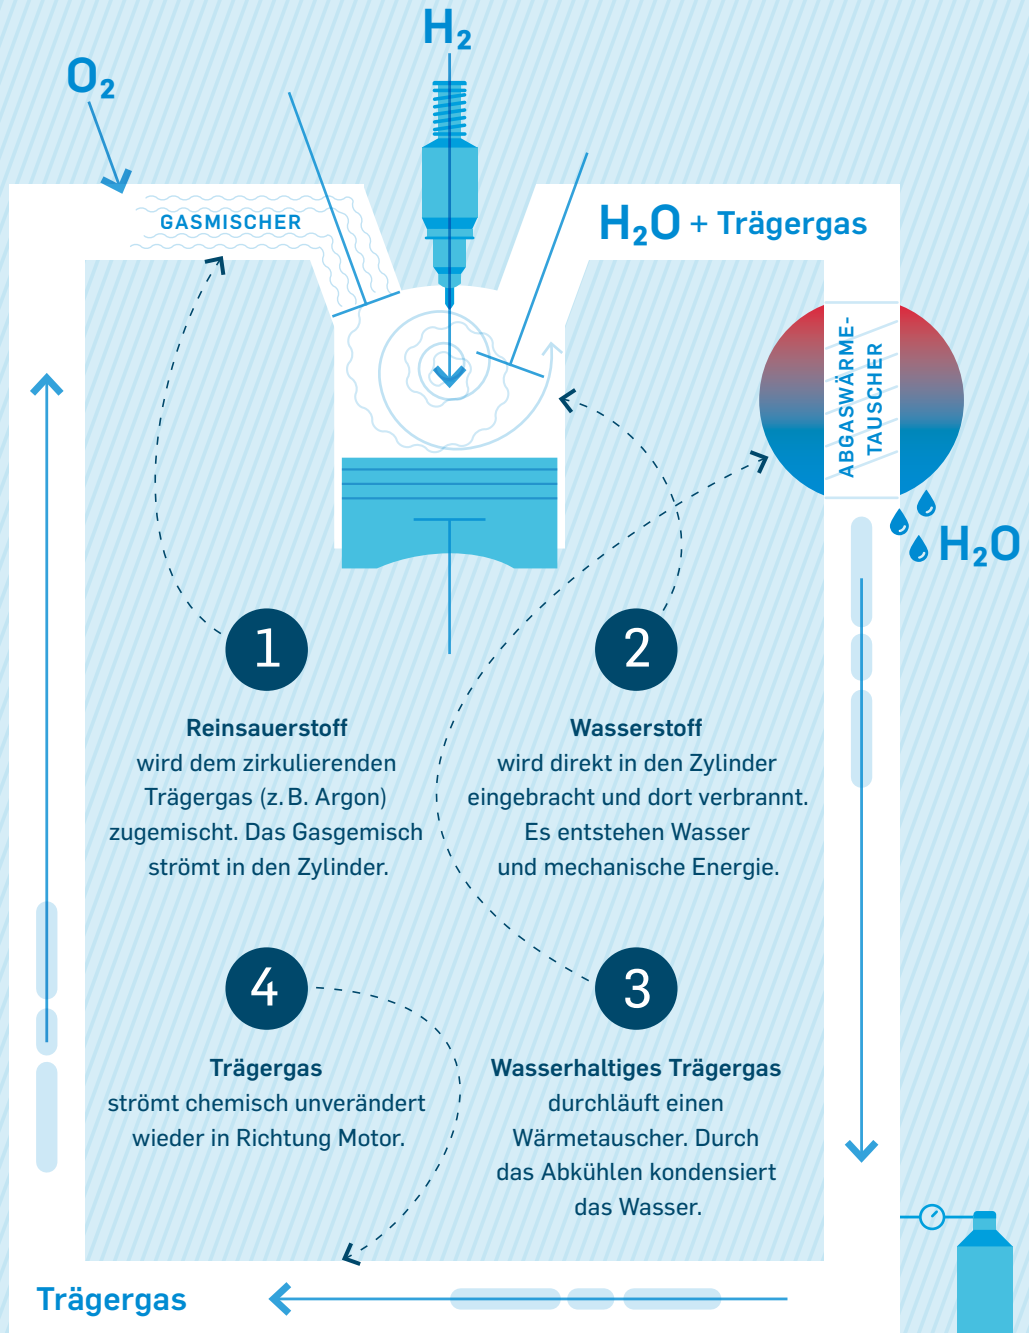 H₂
O₂
GASMISCHER
H₂O + Trägergas
ABGASWÄRME-
TAUSCHER
H₂O
1
Reinsauerstoff
wird dem zirkulierenden
Trägergas (z. B. Argon)
zugemischt. Das Gasgemisch
strömt in den Zylinder.
2
Wasserstoff
wird direkt in den Zylinder
eingebracht und dort verbrannt.
Es entstehen Wasser
und mechanische Energie.
4
Trägergas
strömt chemisch unverändert
wieder in Richtung Motor.
3
Wasserhaltiges Trägergas
durchläuft einen
Wärmetauscher. Durch
das Abkühlen kondensiert
das Wasser.
Trägergas